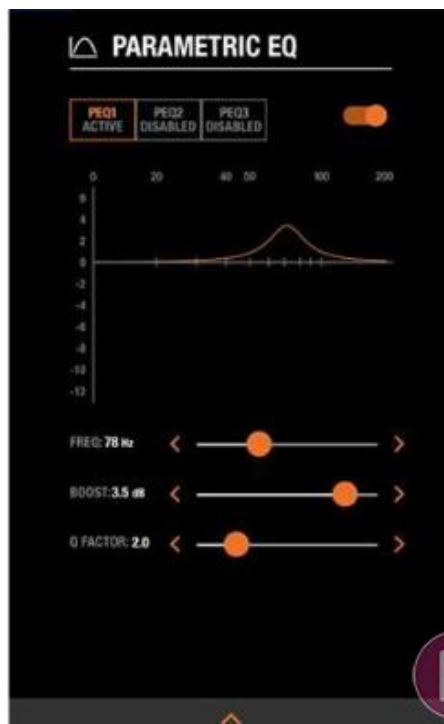 PARAMETRIC EQ
PEQ1 PEQ2 PEQ3
ACTIVE DISABLED DISABLED
0 20 40 50 100 200
6
4
2
0
-2
-4
-6
-8
-10
-12
FREQ: 78 Hz
BOOST: 3.5 dB
Q FACTOR: 2.0